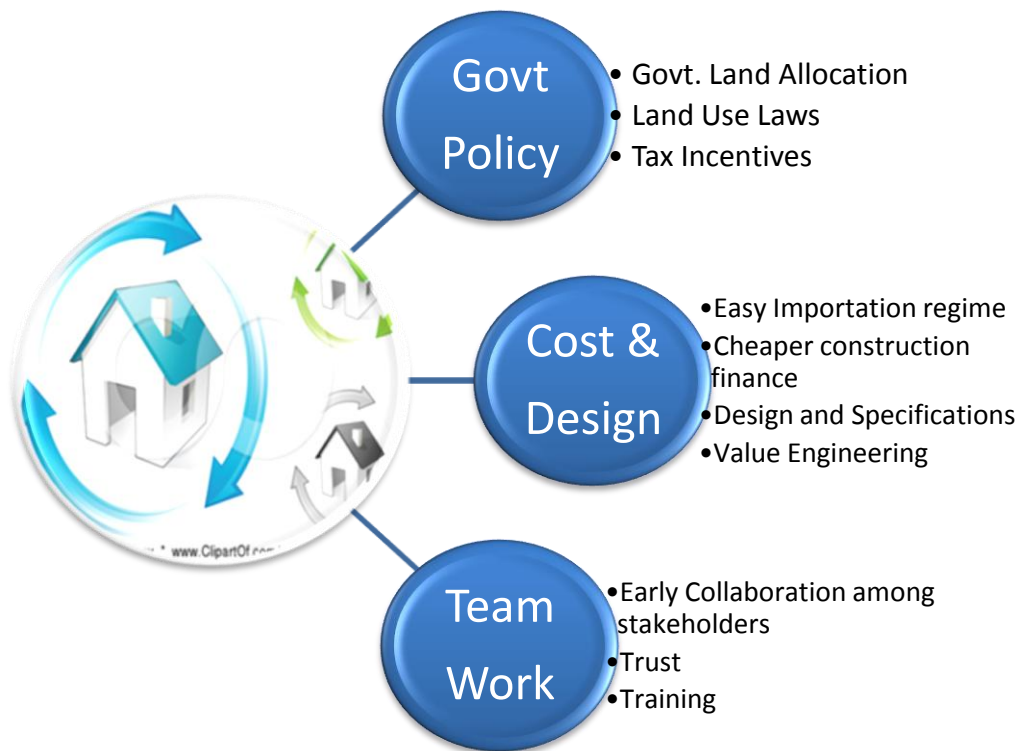 Govt
Policy
• Govt. Land Allocation
• Land Use Laws
• Tax Incentives
Cost &
Design
•Easy Importation regime
•Cheaper construction
finance
•Design and Specifications
•Value Engineering
www.ClipartOf.com
Team
Work
•Early Collaboration among
stakeholders
•Trust
•Training